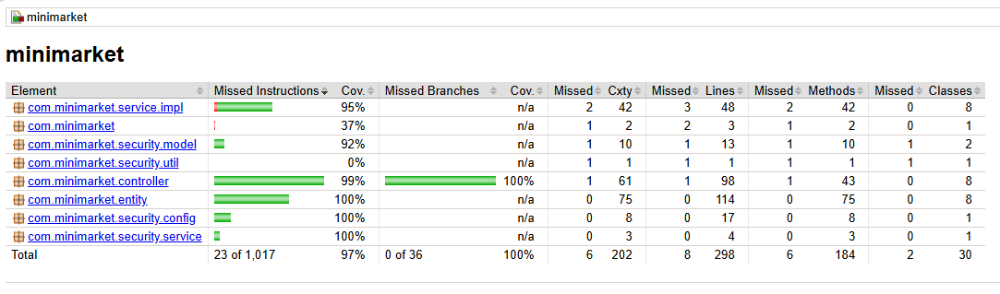 minimarket
minimarket
Element Missed Instructions Cov. Missed Branches Cov. Missed Cxty Missed Lines Missed Methods Missed Classes
com.minimarket.service.impl 95% n/a 2 42 3 48 2 42 0 8
com.minimarket 37% n/a 1 2 2 3 1 2 0 1
com.minimarket.security.model 92% n/a 1 10 1 13 1 10 1 2
com.minimarket.security.util 0% n/a 1 1 1 1 1 1 1 1
com.minimarket.controller 99% 100% 1 61 1 98 1 43 0 8
com.minimarket.entity 100% n/a 0 75 0 114 0 75 0 8
com.minimarket.security.config 100% n/a 0 8 0 17 0 8 0 1
com.minimarket.security.service 100% n/a 0 3 0 4 0 3 0 1
Total 23 of 1,017 97% 0 of 36 100% 6 202 8 298 6 184 2 30